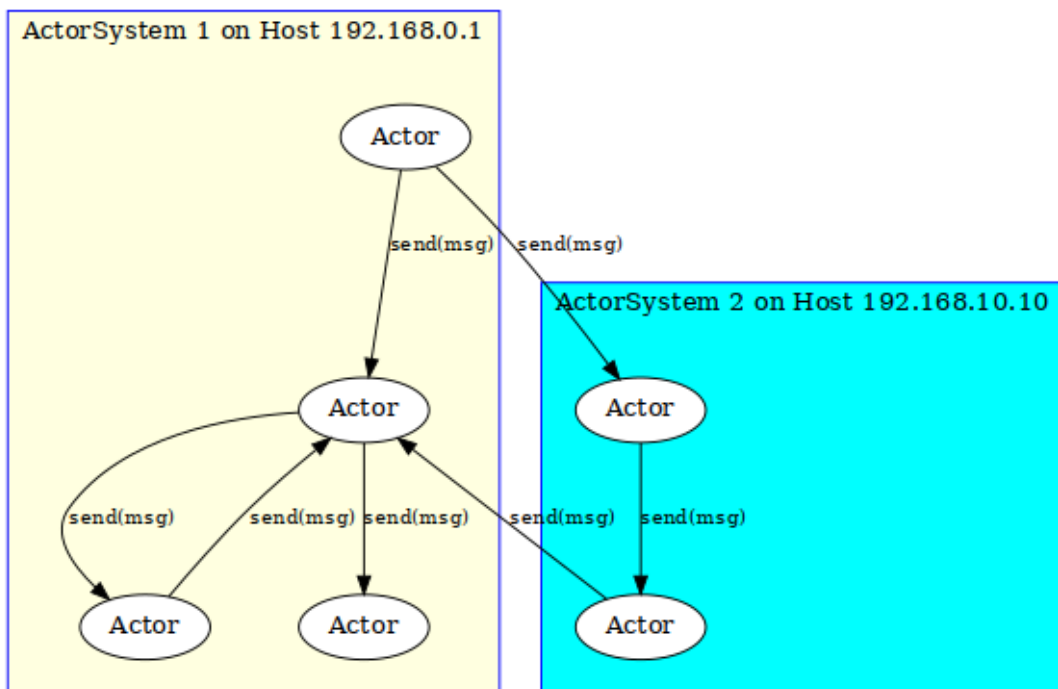 ActorSystem 1 on Host 192.168.0.1
Actor
send(msg)
send(msg)
ActorSystem 2 on Host 192.168.10.10
Actor
Actor
send(msg)
send(msg)
send(msg)
send(msg)
send(msg)
Actor
Actor
Actor